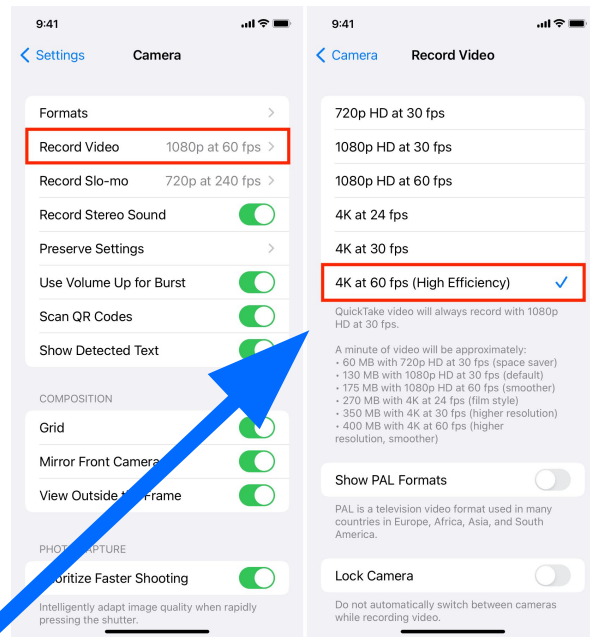 9:41
Settings
Camera
Formats
Record Video 1080p at 60 fps
Record Slo-mo 720p at 240 fps
Record Stereo Sound
Preserve Settings
Use Volume Up for Burst
Scan QR Codes
Show Detected Text
COMPOSITION
Grid
Mirror Front Camera
View Outside the Frame
PHOTO CAPTURE
Prioritize Faster Shooting
Intelligently adapt image quality when rapidly
pressing the shutter.
9:41
Camera
Record Video
720p HD at 30 fps
1080p HD at 30 fps
1080p HD at 60 fps
4K at 24 fps
4K at 30 fps
4K at 60 fps (High Efficiency)
QuickTake video will always record with 1080p
HD at 30 fps.
A minute of video will be approximately:
• 60 MB with 720p HD at 30 fps (space saver)
• 130 MB with 1080p HD at 30 fps (default)
• 175 MB with 1080p HD at 60 fps (smoother)
• 270 MB with 4K at 24 fps (film style)
• 350 MB with 4K at 30 fps (higher resolution)
• 400 MB with 4K at 60 fps (higher
resolution, smoother)
Show PAL Formats
PAL is a television video format used in many
countries in Europe, Africa, Asia, and South
America.
Lock Camera
Do not automatically switch between cameras
while recording video.